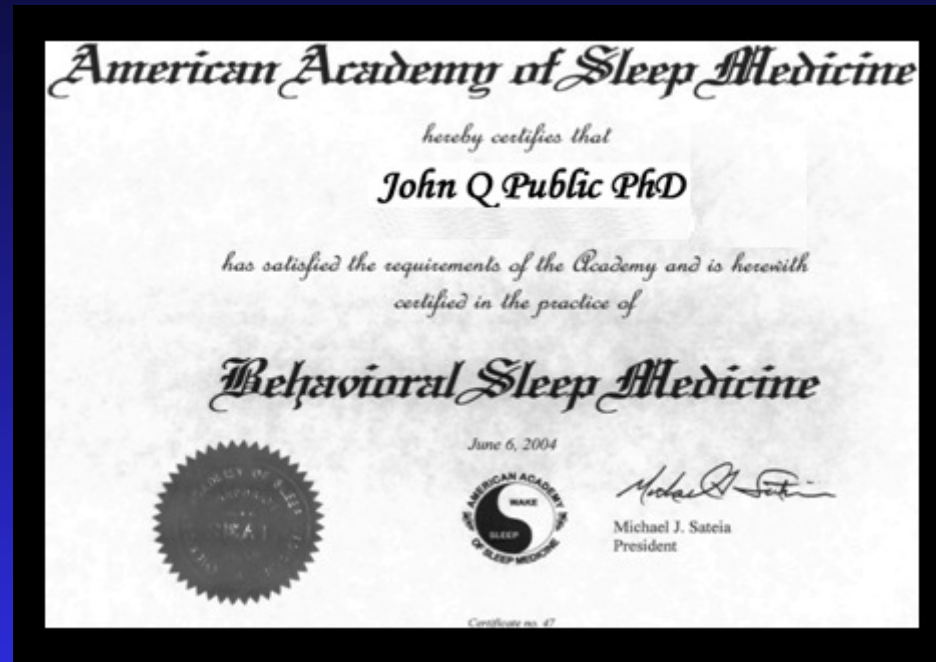 American Academy of Sleep Medicine
hereby certifies that
John Q Public PhD
has satisfied the requirements of the Academy and is herewith
certified in the practice of
Behavioral Sleep Medicine
June 6, 2004
AMERICAN ACADEMY
WAKE
SLEEP
OF SLEEP MEDICINE
Michael J. Sateia
President
Certificate no. 47